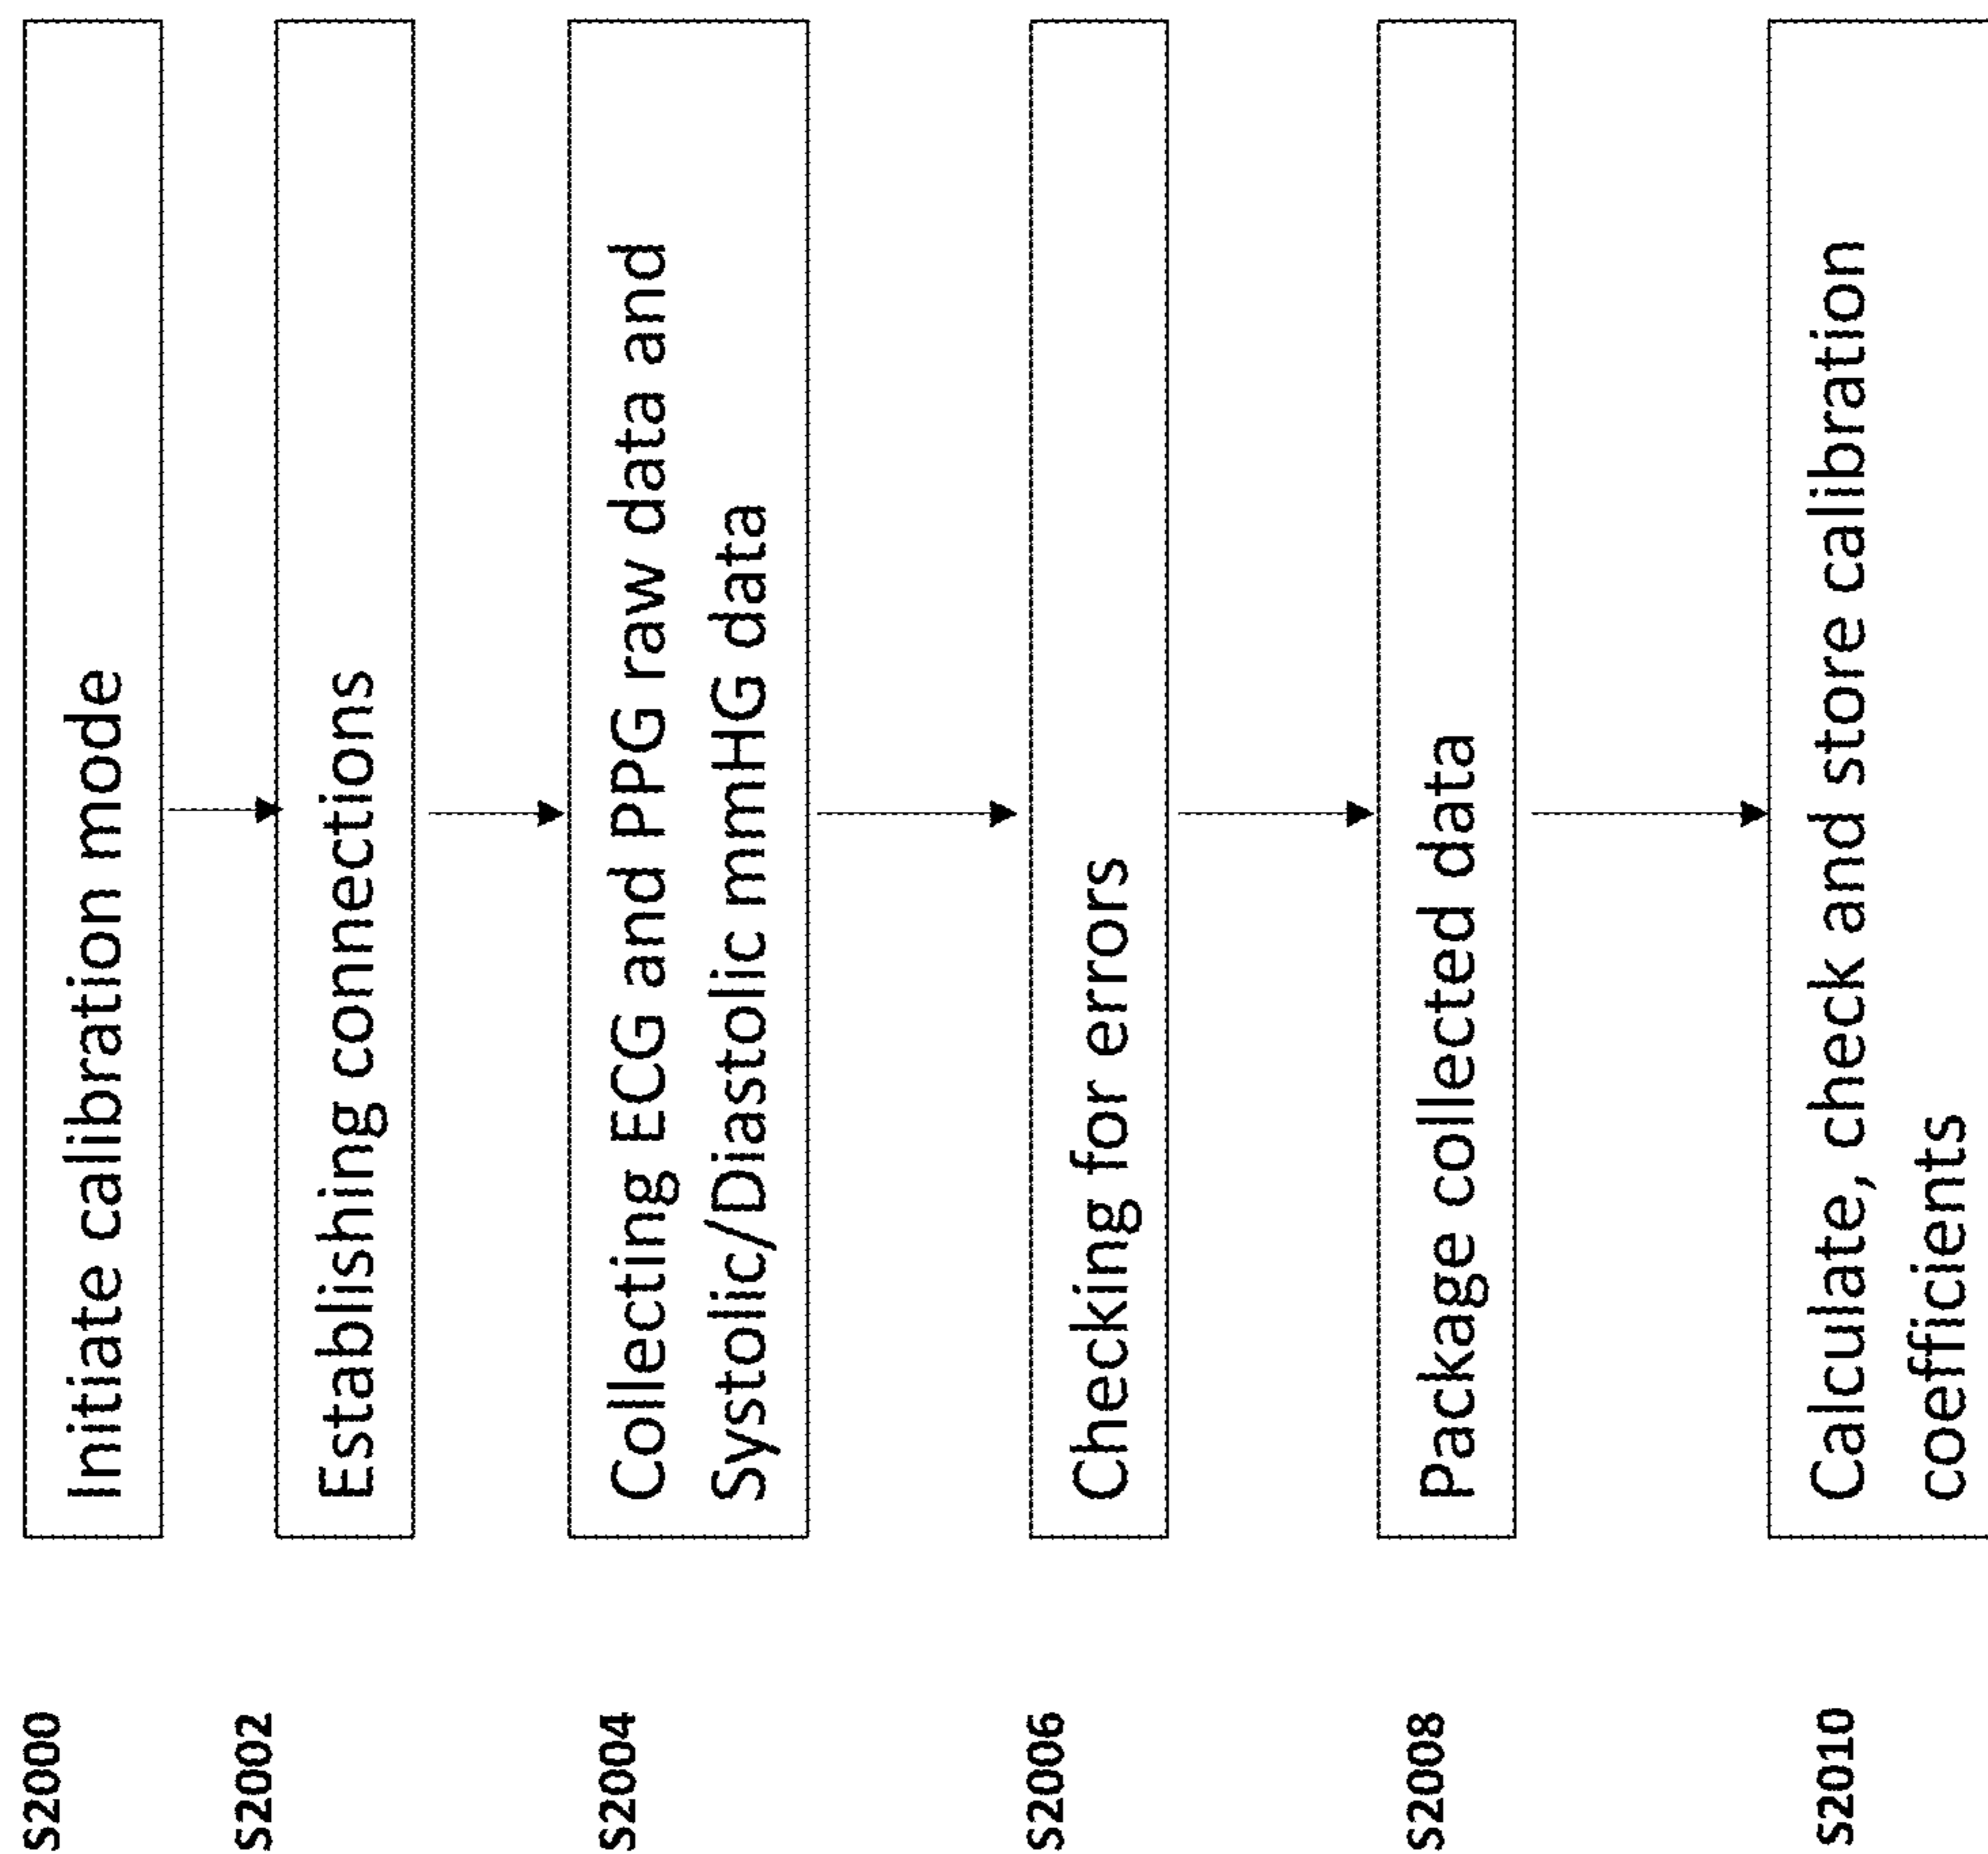 S2000
Initiate calibration mode
S2002
Establishing connections
S2004
Collecting ECG and PPG raw data and
Systolic/Diastolic mmHG data
S2006
Checking for errors
S2008
Package collected data
S2010
Calculate, check and store calibration
coefficients